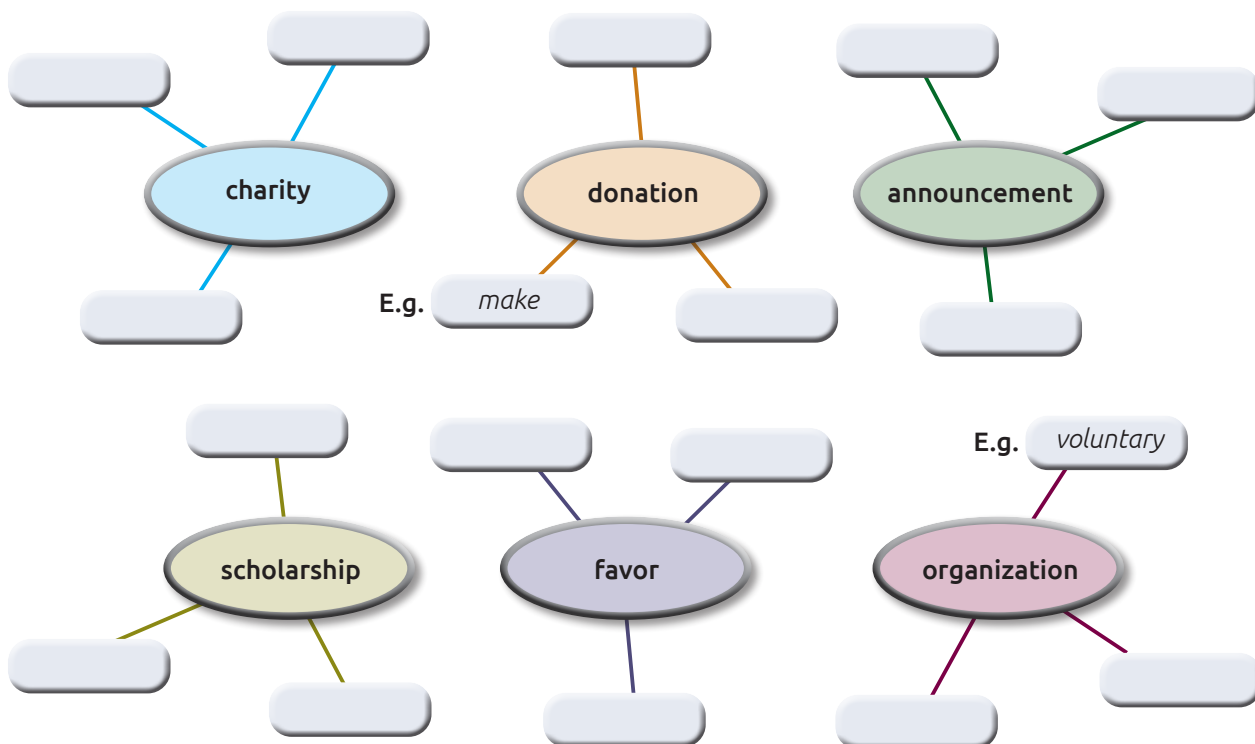 charity
donation
announcement
E.g. make
E.g. voluntary
scholarship
favor
organization